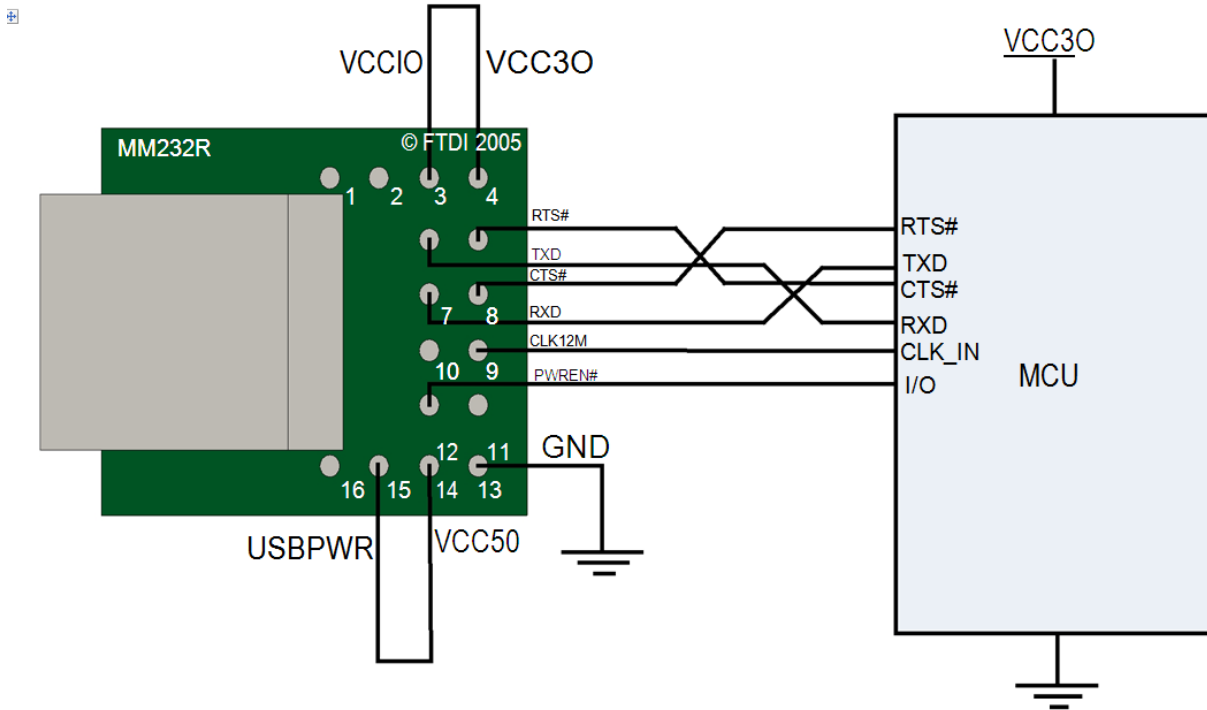 VCCIO VCC3O
VCC3O
MM232R
© FTDI 2005
1 2 3 4
RTS#
TXD
CTS#
RXD
CLK12M
PWREN#
7 8
10 9
12 11
16 15 14 13
GND
USBPWR
VCC50
RTS#
TXD
CTS#
RXD
CLK_IN
I/O
MCU